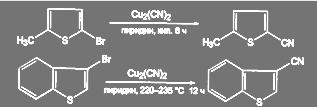 Cu₂(CN)₂
H₃C
S
Br
пиридин, кип. 6 ч
H₃C
S
CN
Br
S
Cu₂(CN)₂
пиридин, 220–235 °C 12 ч
CN
S